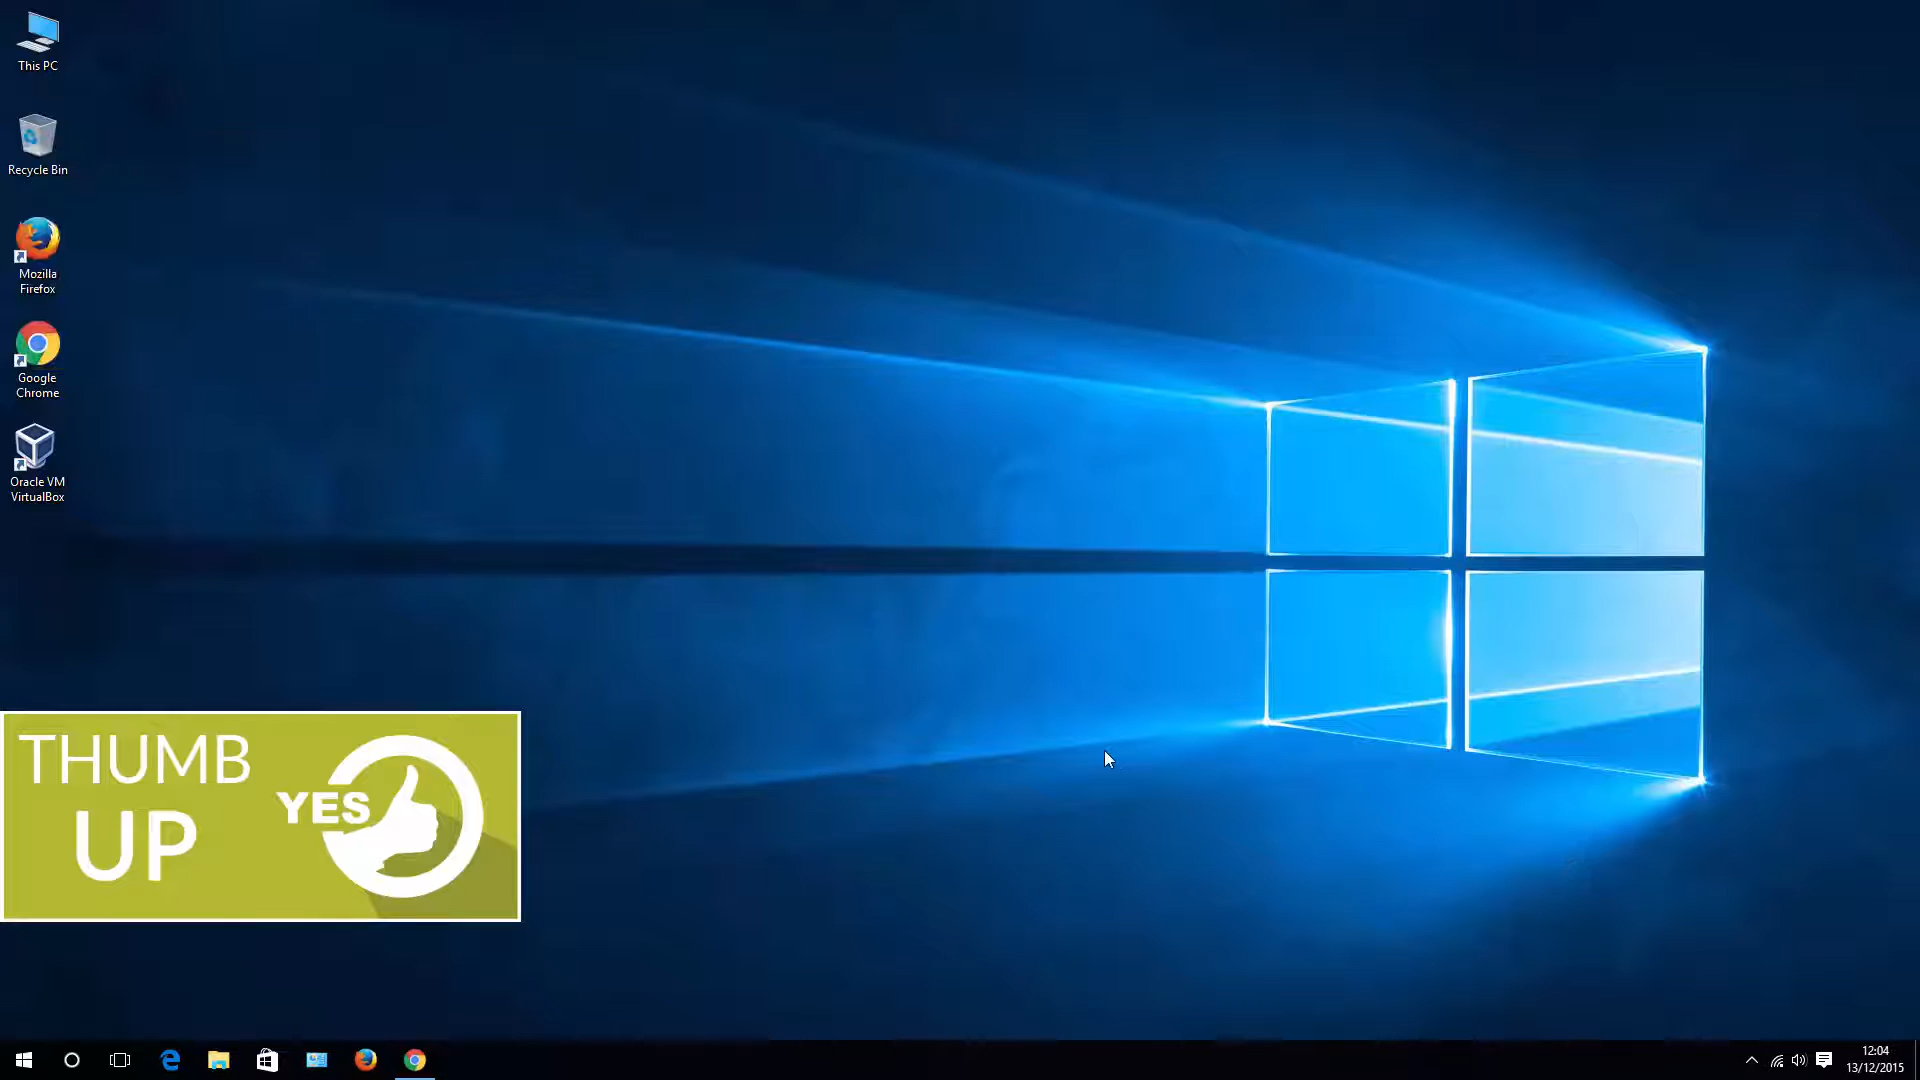 This PC
Recycle Bin
Mozilla
Firefox
Google
Chrome
Oracle VM
VirtualBox
THUMB
UP
YES
12:04
13/12/2015